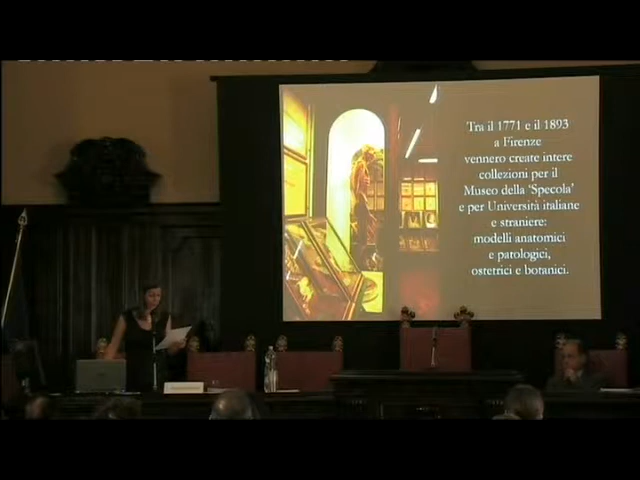 Tra il 1771 e il 1893
a Firenze
vennero create intere
collezioni per il
Museo della 'Specola'
e per Università italiane
e straniere:
modelli anatomici
e patologici,
ostetrici e botanici.